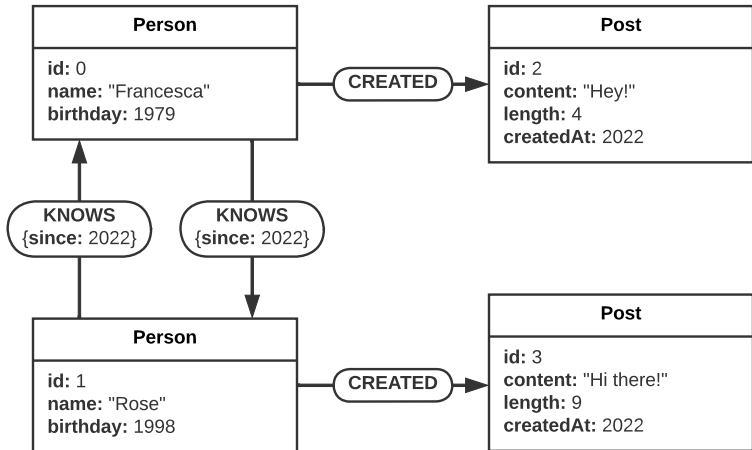 Person
id: 0
name: "Francesca"
birthday: 1979
CREATED
Post
id: 2
content: "Hey!"
length: 4
createdAt: 2022
KNOWS
{since: 2022}
KNOWS
{since: 2022}
Person
id: 1
name: "Rose"
birthday: 1998
CREATED
Post
id: 3
content: "Hi there!"
length: 9
createdAt: 2022